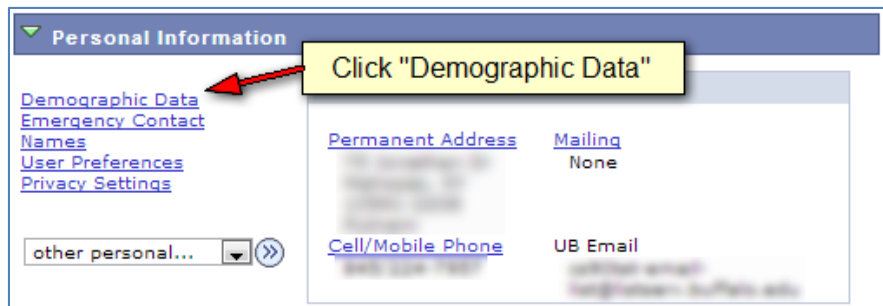 Personal Information
Click "Demographic Data"
Demographic Data
Emergency Contact
Names
User Preferences
Privacy Settings
other personal...
Permanent Address
Mailing
None
Cell/Mobile Phone
UB Email